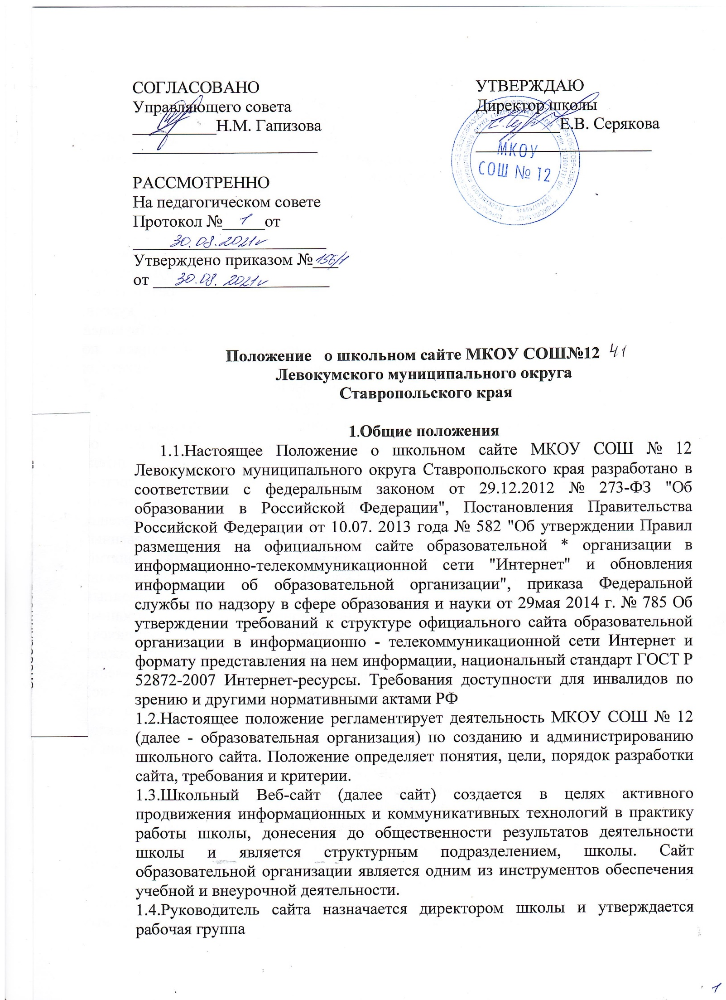 СОГЛАСОВАНО
Управляющего совета
Н.М. Гапизова
УТВЕРЖДАЮ
Директор школы
Е.В. Серякова
МКОУ
СОШ № 12
РАССМОТРЕННО
На педагогическом совете
Протокол № 1 от
30.08.2021г
Утверждено приказом № 156/1
от 30.08.2021г
Положение о школьном сайте МКОУ СОШ№12 41
Левокумского муниципального округа
Ставропольского края
1.Общие положения
1.1.Настоящее Положение о школьном сайте МКОУ СОШ № 12
Левокумского муниципального округа Ставропольского края разработано в
соответствии с федеральным законом от 29.12.2012 № 273-ФЗ "Об
образовании в Российской Федерации", Постановления Правительства
Российской Федерации от 10.07. 2013 года № 582 "Об утверждении Правил
размещения на официальном сайте образовательной * организации в
информационно-телекоммуникационной сети "Интернет" и обновления
информации об образовательной организации", приказа Федеральной
службы по надзору в сфере образования и науки от 29мая 2014 г. № 785 Об
утверждении требований к структуре официального сайта образовательной
организации в информационно - телекоммуникационной сети Интернет и
формату представления на нем информации, национальный стандарт ГОСТ Р
52872-2007 Интернет-ресурсы. Требования доступности для инвалидов по
зрению и другими нормативными актами РФ
1.2.Настоящее положение регламентирует деятельность МКОУ СОШ № 12
(далее - образовательная организация) по созданию и администрированию
школьного сайта. Положение определяет понятия, цели, порядок разработки
сайта, требования и критерии.
1.3.Школьный Веб-сайт (далее сайт) создается в целях активного
продвижения информационных и коммуникативных технологий в практику
работы школы, донесения до общественности результатов деятельности
школы и является структурным подразделением, школы. Сайт
образовательной организации является одним из инструментов обеспечения
учебной и внеурочной деятельности.
1.4.Руководитель сайта назначается директором школы и утверждается
рабочая группа
1